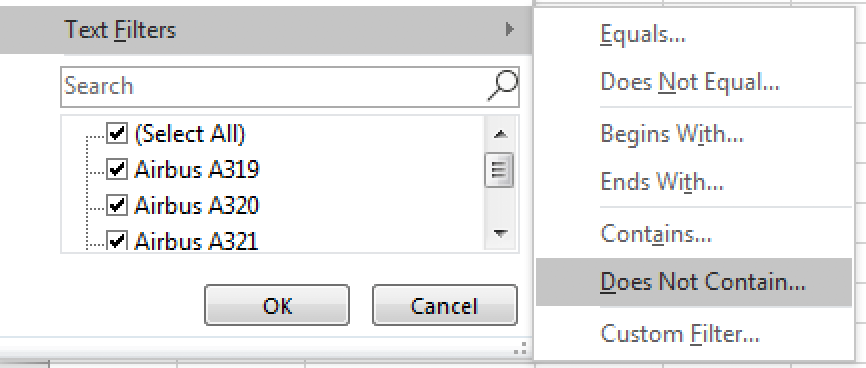 Text Filters
Search
(Select All)
Airbus A319
Airbus A320
Airbus A321
OK
Cancel
Equals...
Does Not Equal...
Begins With...
Ends With...
Contains...
Does Not Contain...
Custom Filter...